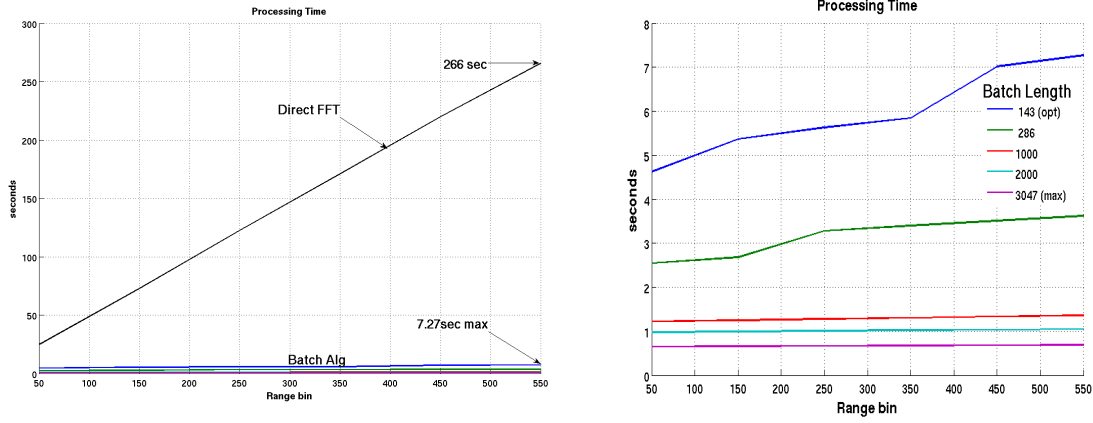 Processing Time
300
250
200
150
100
50
0
seconds
266 sec
Direct FFT
7.27sec max
Batch Alg
50 100 150 200 250 300 350 400 450 500 550
Range bin
Processing Time
8
7
6
5
4
3
2
1
0
seconds
Batch Length
143 (opt)
286
1000
2000
3047 (max)
50 100 150 200 250 300 350 400 450 500 550
Range bin